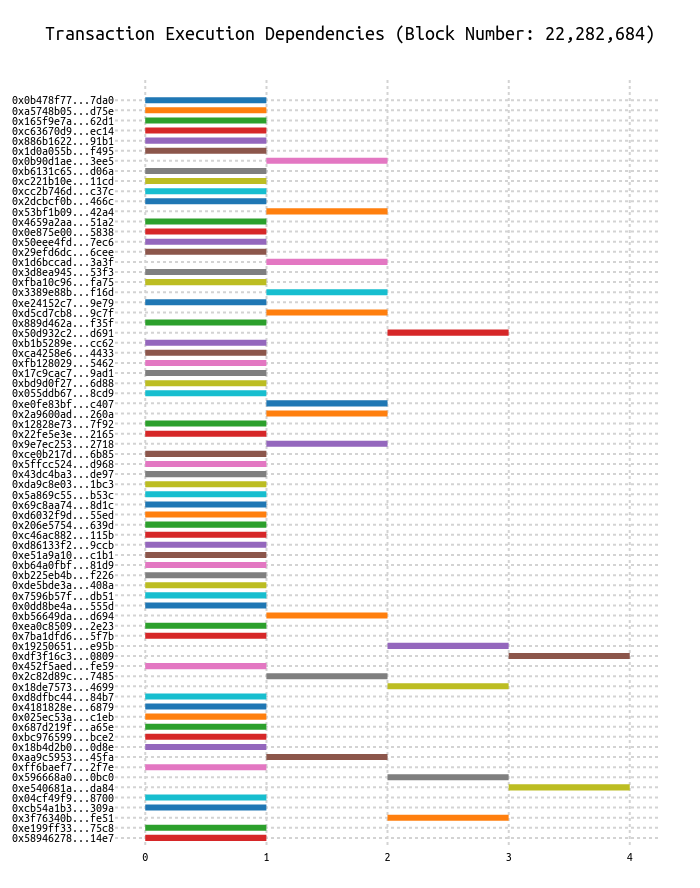 Transaction Execution Dependencies (Block Number: 22,282,684)
0x0b478f77...7da0
0xa5748b05...d75e
0x165f9e7a...62d1
0xc63670d9...ec14
0x886b1622...91b1
0x1d0a055b...f495
0x0b90d1ae...3ee5
0xb6131c65...d06a
0xc221b10e...11cd
0xcc2b746d...c37c
0x2dcbcf0b...466c
0x53bf1b09...42a4
0x4659a2aa...51a2
0x0e875e00...5838
0x50eee4fd...7ec6
0x29efd6dc...6cee
0x1d6bccad...3a3f
0x3d8ea945...53f3
0xfba10c96...fa75
0x3389e88b...f16d
0xe24152c7...9e79
0xd5cd7cb8...9c7f
0x889d462a...f35f
0x50d932c2...d691
0xb1b5289e...cc62
0xca4258e6...4433
0xfb128029...5462
0x17c9cac7...9ad1
0xbd9d0f27...6d88
0x055ddb67...8cd9
0xe0fe83bf...c407
0x2a9600ad...260a
0x12828e73...7f92
0x22fe5e3e...2165
0x9e7ec253...2718
0xce0b217d...6b85
0x5ffcc524...d968
0x43dc4ba3...de97
0xda9c8e03...1bc3
0x5a869c55...b53c
0x69c8aa74...8d1c
0xd6032f9d...55ed
0x206e5754...639d
0xc46ac882...115b
0xd86133f2...9ccb
0xe51a9a10...c1b1
0xb64a0fbf...81d9
0xb225eb4b...f226
0xde5bde3a...408a
0x7596b57f...db51
0x0dd8be4a...555d
0xb56649da...d694
0xea0c8509...2e23
0x7ba1dfd6...5f7b
0x19250651...e95b
0xdf3f16c3...0809
0x452f5aed...fe59
0x2c82d89c...7485
0x18de7573...4699
0xd8dfbc44...84b7
0x4181828e...6879
0x025ec53a...c1eb
0x687d219f...a65e
0xbc976599...bce2
0x18b4d2b0...0d8e
0xaa9c5953...45fa
0xff6baef7...2f7e
0x596668a0...0bc0
0xe540681a...da84
0x04cf49f9...8700
0xcb54a1b3...309a
0x3f76340b...fe51
0xe199ff33...75c8
0x58946278...14e7
0 1 2 3 4